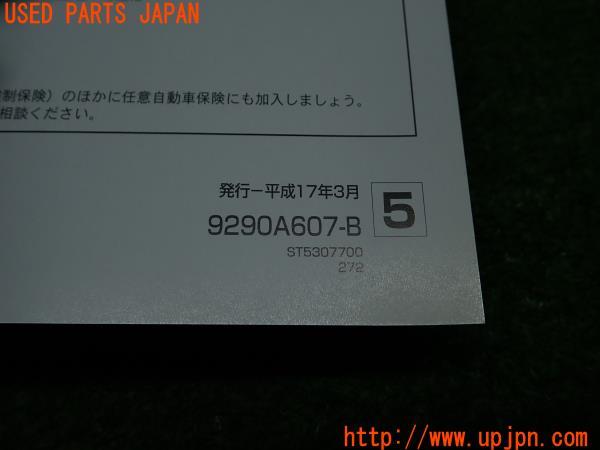 USED PARTS JAPAN
制保険）のほかに任意自動車保険にも加入しましょう。
相談ください。
発行－平成17年3月
5
9290A607-B
ST5307700
272
http://www.upjpn.com/